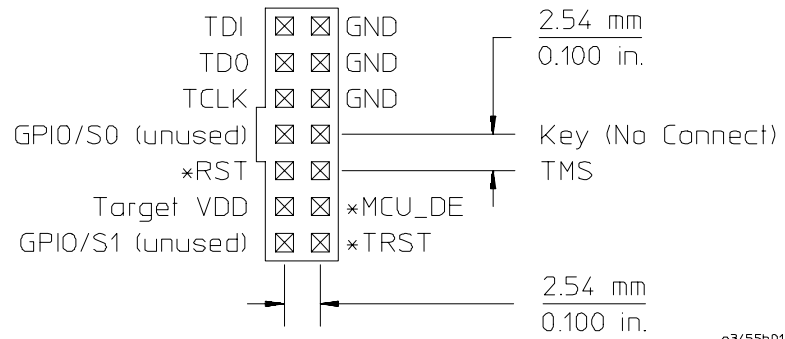 TDI GND
2.54 mm
TD0 GND
0.100 in.
TCLK GND
GPIO/S0 (unused) Key (No Connect)
*RST TMS
Target VDD *MCU_DE
GPIO/S1 (unused) *TRST
2.54 mm
0.100 in.